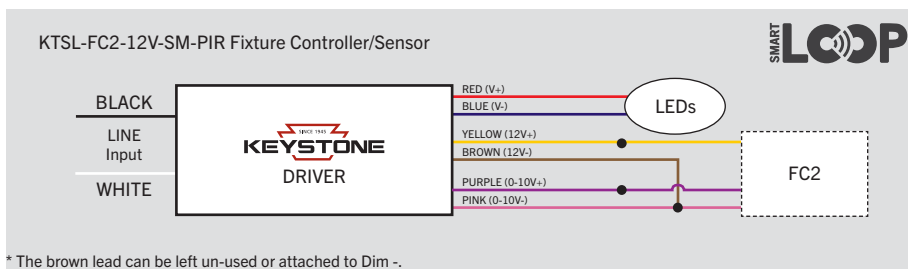 KTSL-FC2-12V-SM-PIR Fixture Controller/Sensor
SMART LOOP
BLACK
LINE
Input
WHITE
SINCE 1945
KEYSTONE
DRIVER
RED (V+)
BLUE (V-)
YELLOW (12V+)
BROWN (12V-)
PURPLE (0-10V+)
PINK (0-10V-)
LEDs
FC2
* The brown lead can be left un-used or attached to Dim -.